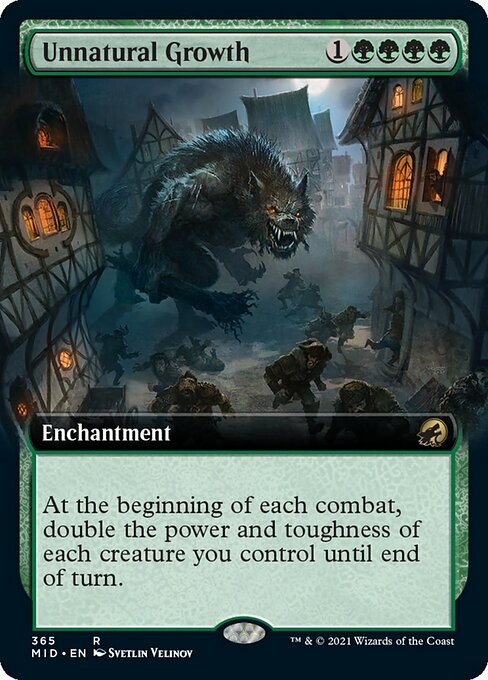 Unnatural Growth 1
Enchantment
At the beginning of each combat,
double the power and toughness of
each creature you control until end
of turn.
365 R
MID • EN Svetlin Velinov
™ & © 2021 Wizards of the Coast